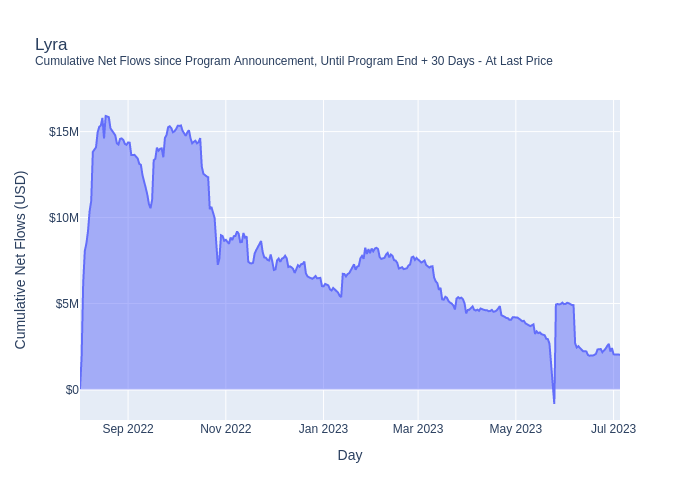 Lyra
Cumulative Net Flows since Program Announcement, Until Program End + 30 Days - At Last Price
Cumulative Net Flows (USD)
$15M
$10M
$5M
$0
Sep 2022
Nov 2022
Jan 2023
Mar 2023
May 2023
Jul 2023
Day